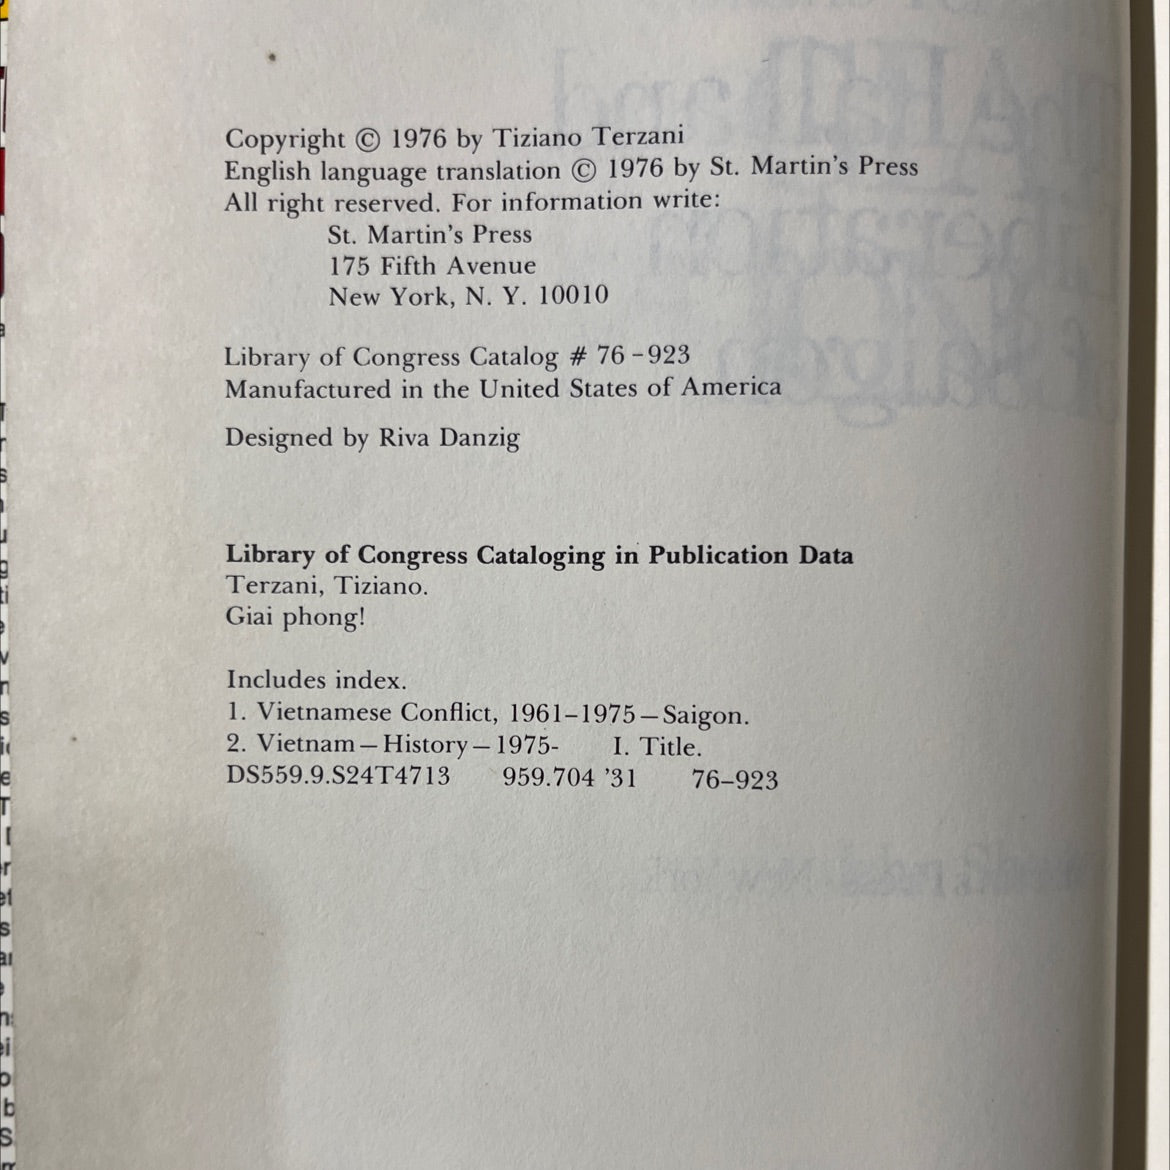 Copyright © 1976 by Tiziano Terzani
English language translation © 1976 by St. Martin's Press
All right reserved. For information write:
St. Martin's Press
175 Fifth Avenue
New York, N. Y. 10010
Library of Congress Catalog # 76-923
Manufactured in the United States of America
Designed by Riva Danzig
Library of Congress Cataloging in Publication Data
Terzani, Tiziano.
Giai phong!
Includes index.
1. Vietnamese Conflict, 1961–1975—Saigon.
2. Vietnam—History—1975- I. Title.
DS559.9.S24T4713 959.704 '31 76–923